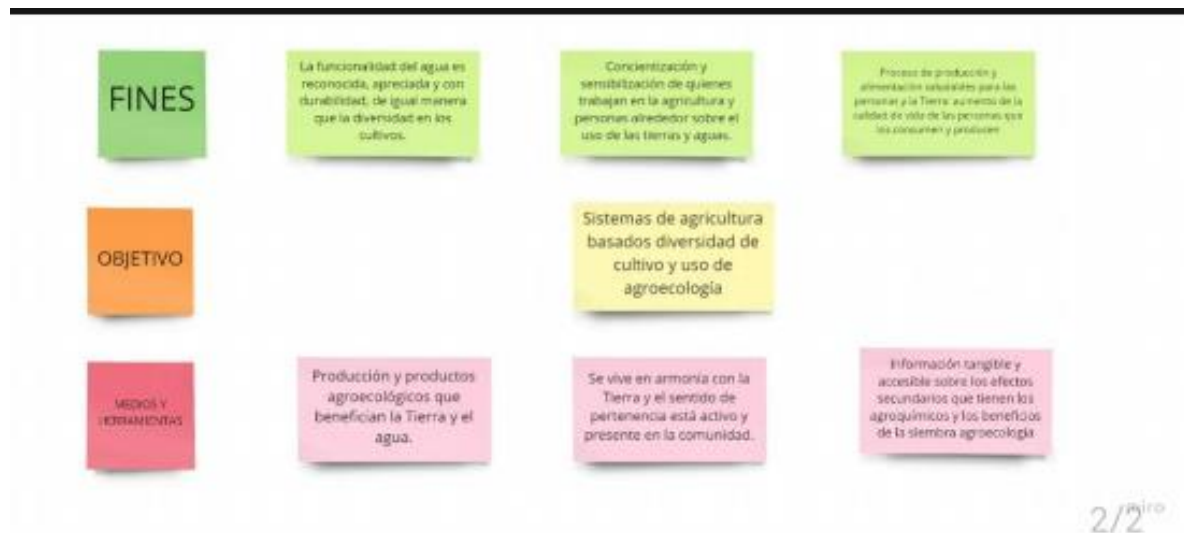 FINES
La funcionalidad del agua es
reconocida, apreciada y con
durabilidad, de igual manera
que la diversidad en los
cultivos.
Concientización y
sensibilización de quienes
trabajan en la agricultura y
personas alrededor sobre el
uso de las tierras y aguas.
Proceso de producción y
alimentación saludables para las
personas y la Tierra: aumento de la
calidad de vida de las personas que
los consumen y producen
OBJETIVO
Sistemas de agricultura
basados diversidad de
cultivo y uso de
agroecología
MEDIOS Y
HERRAMIENTAS
Producción y productos
agroecológicos que
benefician la Tierra y el
agua.
Se vive en armonía con la
Tierra y el sentido de
pertenencia está activo y
presente en la comunidad.
Información tangible y
accesible sobre los efectos
secundarios que tienen los
agroquímicos y los beneficios
de la siembra agroecología
miro
2/2